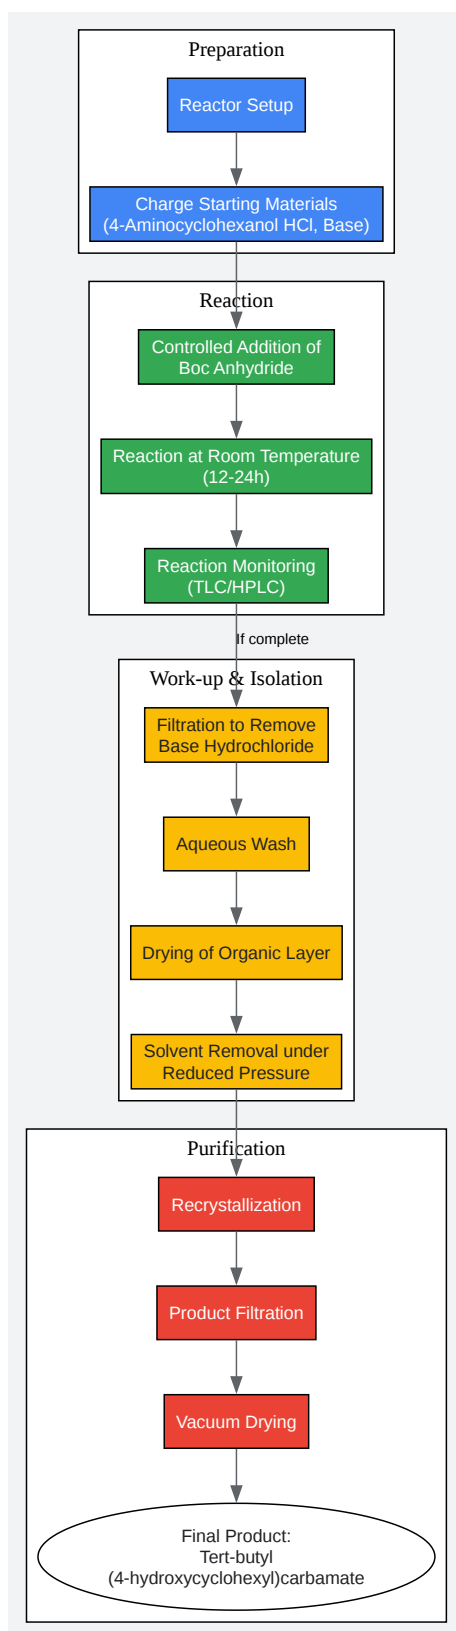 Preparation
Reactor Setup
Charge Starting Materials
(4-Aminocyclohexanol HCl, Base)
Reaction
Controlled Addition of
Boc Anhydride
Reaction at Room Temperature
(12-24h)
Reaction Monitoring
(TLC/HPLC)
If complete
Work-up & Isolation
Filtration to Remove
Base Hydrochloride
Aqueous Wash
Drying of Organic Layer
Solvent Removal under
Reduced Pressure
Purification
Recrystallization
Product Filtration
Vacuum Drying
Final Product:
Tert-butyl
(4-hydroxycyclohexyl)carbamate